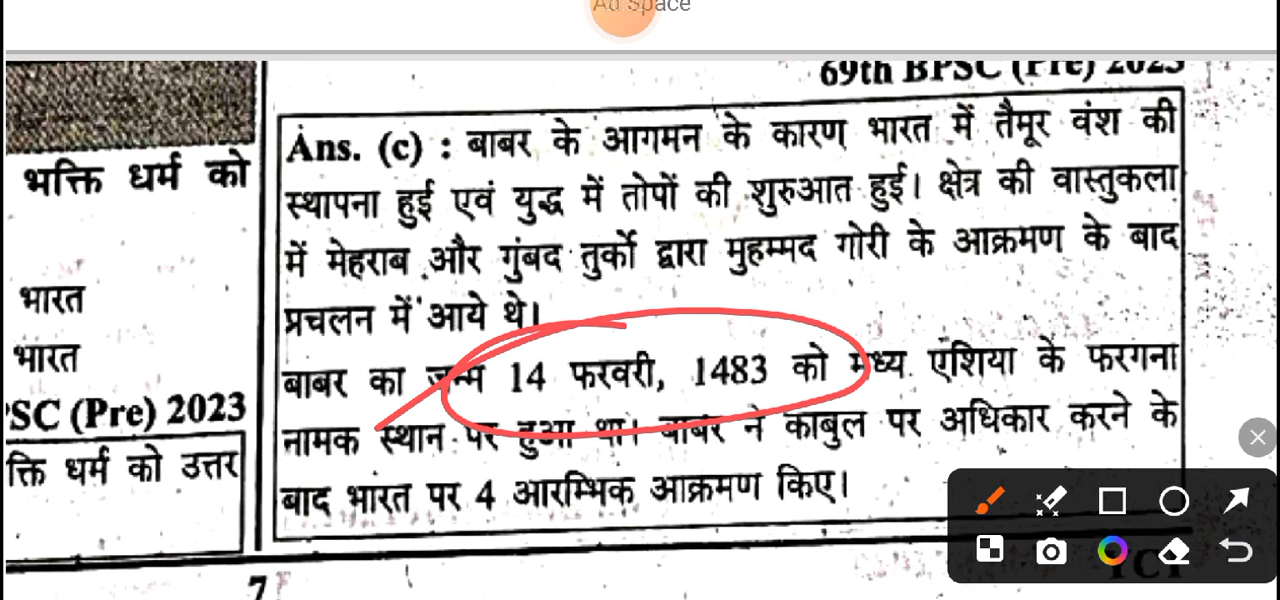 Ad Space
69th BPSC (Pre) 2023
भक्ति धर्म को
भारत
भारत
SC (Pre) 2023
क्ति धर्म को उत्तर
Ans. (c) : बाबर के आगमन के कारण भारत में तैमूर वंश की
स्थापना हुई एवं युद्ध में तोपों की शुरुआत हुई। क्षेत्र की वास्तुकला
में मेहराब और गुंबद तुर्को द्वारा मुहम्मद गोरी के आक्रमण के बाद
प्रचलन में आये थे।
बाबर का जन्म 14 फरवरी, 1483 को मध्य एशिया के फरगना
नामक स्थान पर हुआ था। बाबर ने काबुल पर अधिकार करने के
बाद भारत पर 4 आरम्भिक आक्रमण किए।
7
YCT